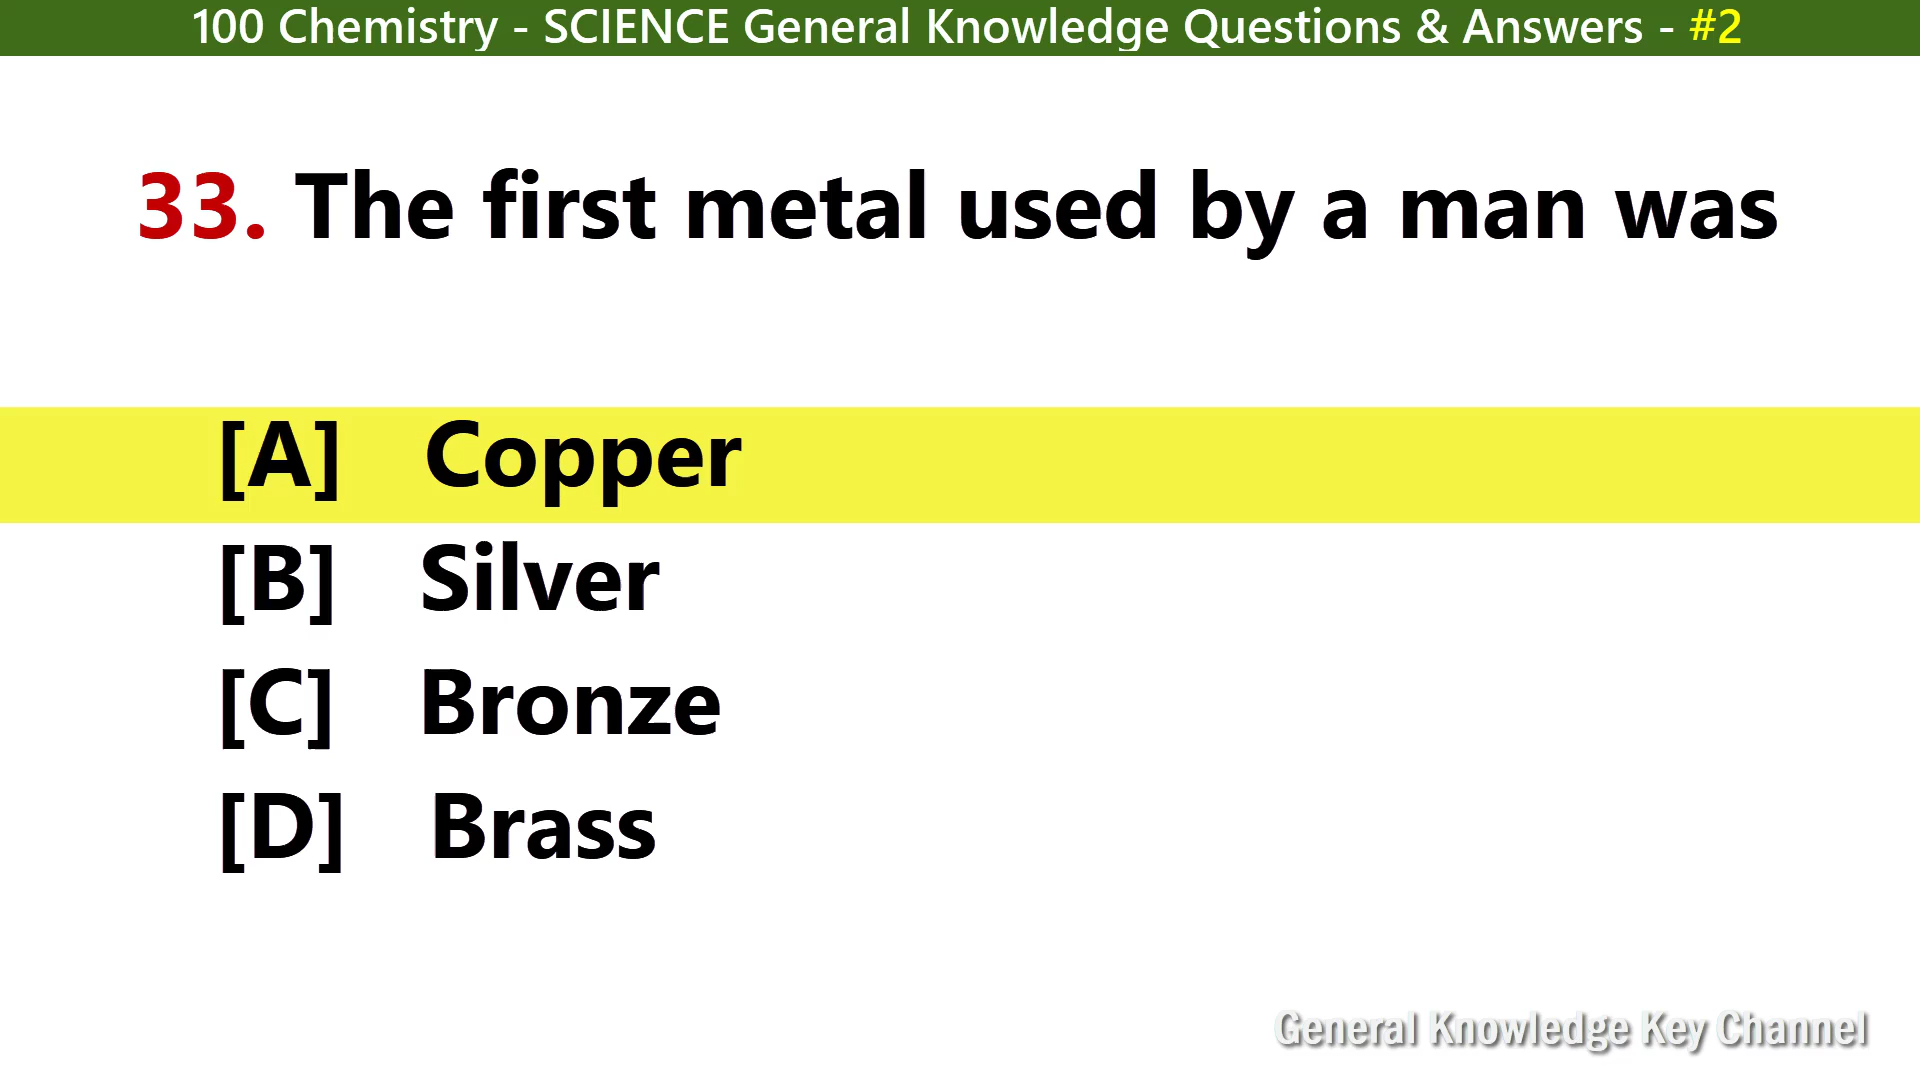 100 Chemistry - SCIENCE General Knowledge Questions & Answers - #2
33. The first metal used by a man was
[A] Copper
[B] Silver
[C] Bronze
[D] Brass
General Knowledge Key Channel